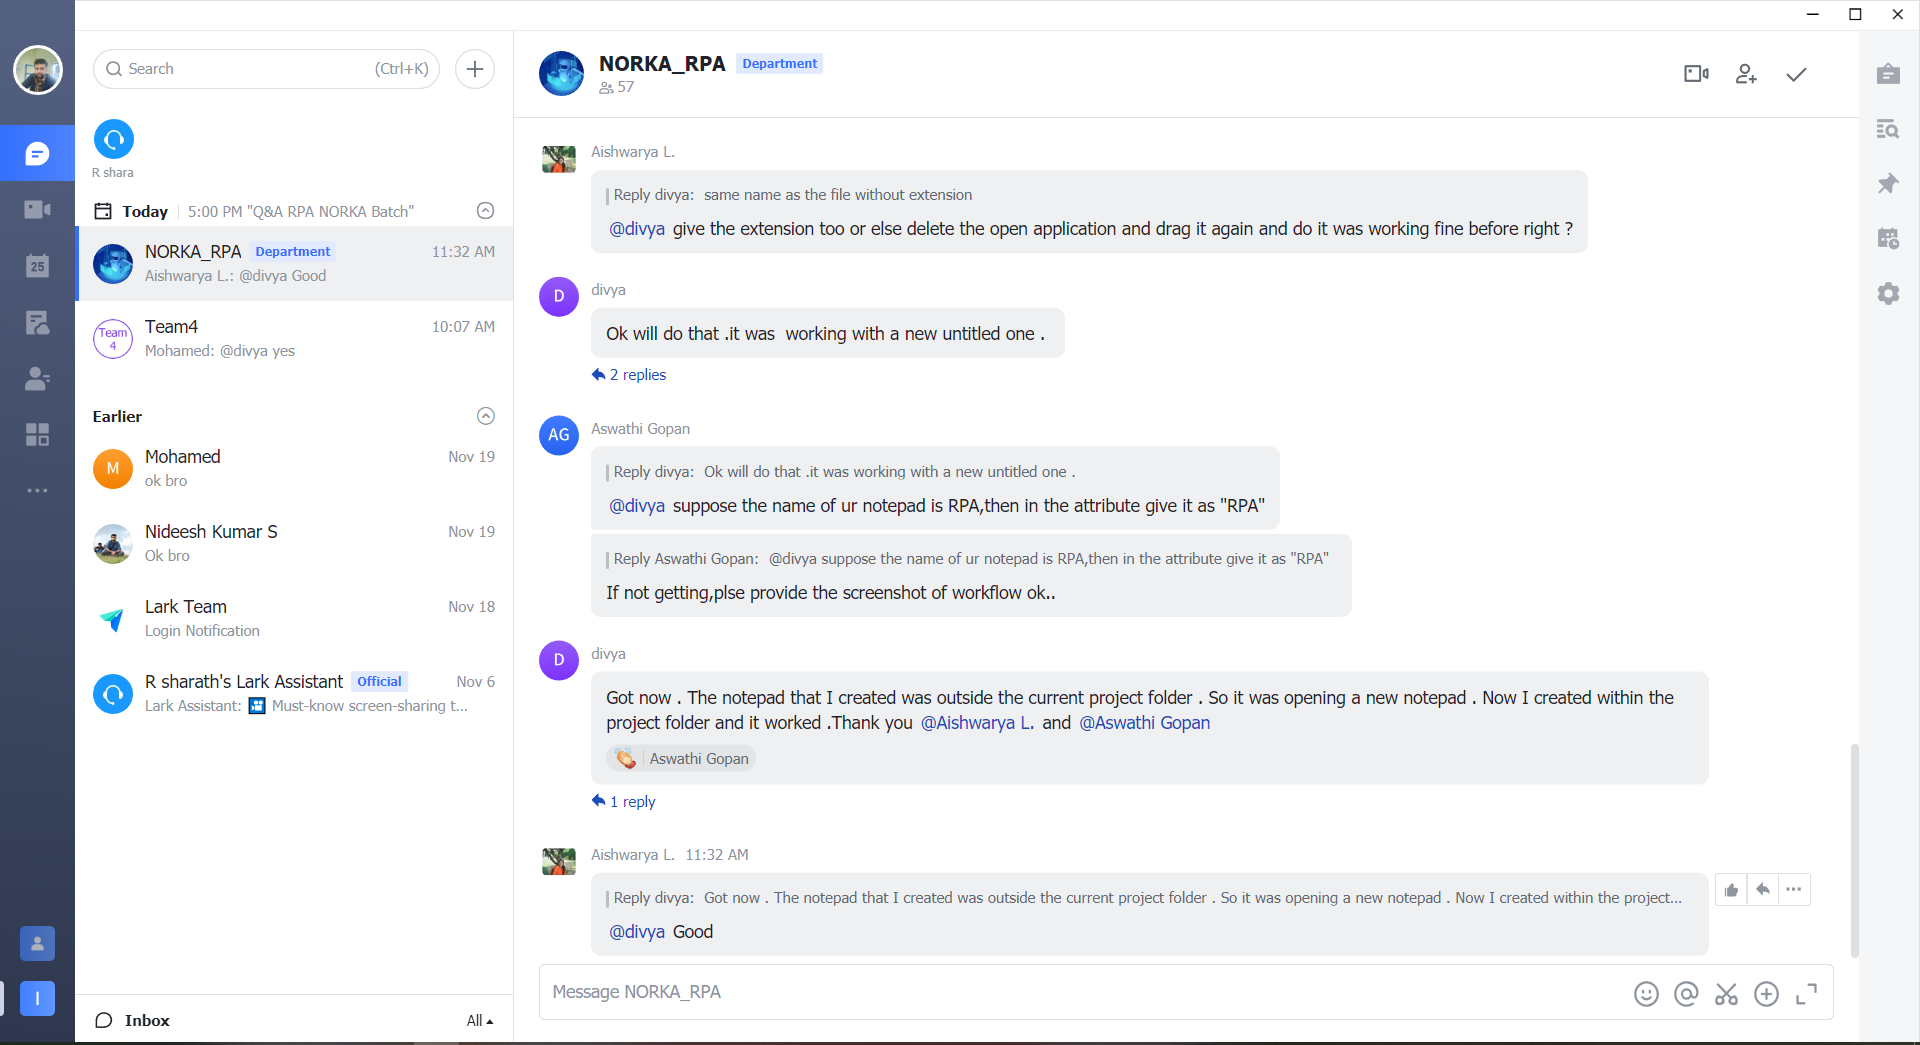 Search (Ctrl+K)
R shara
Today 5:00 PM "Q&A RPA NORKA Batch"
NORKA_RPA Department 11:32 AM
Aishwarya L.: @divya Good
Team 4
Team4 10:07 AM
Mohamed: @divya yes
Earlier
M
Mohamed Nov 19
ok bro
Nideesh Kumar S Nov 19
Ok bro
Lark Team Nov 18
Login Notification
R sharath's Lark Assistant Official Nov 6
Lark Assistant: Must-know screen-sharing t...
Inbox All
25
I
NORKA_RPA Department
57
Aishwarya L.
Reply divya: same name as the file without extension
@divya give the extension too or else delete the open application and drag it again and do it was working fine before right ?
D
divya
Ok will do that .it was  working with a new untitled one .
2 replies
AG
Aswathi Gopan
Reply divya: Ok will do that .it was working with a new untitled one .
@divya suppose the name of ur notepad is RPA,then in the attribute give it as "RPA"
Reply Aswathi Gopan: @divya suppose the name of ur notepad is RPA,then in the attribute give it as "RPA"
If not getting,plse provide the screenshot of workflow ok..
D
divya
Got now . The notepad that I created was outside the current project folder . So it was opening a new notepad . Now I created within the
project folder and it worked .Thank you @Aishwarya L. and @Aswathi Gopan
Aswathi Gopan
1 reply
Aishwarya L. 11:32 AM
Reply divya: Got now . The notepad that I created was outside the current project folder . So it was opening a new notepad . Now I created within the project...
@divya Good
Message NORKA_RPA